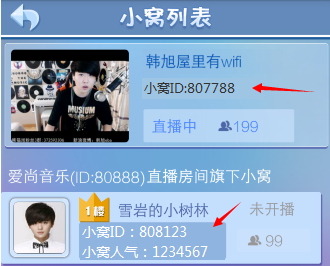 小窝列表
韩旭屋里有wifi
小窝ID:807788
直播中 199
MUSIUM
爱尚音乐(ID:80888)直播房间旗下小窝
1楼 雪岩的小树林 未开播
小窝ID：808123
小窝人气：1234567
99